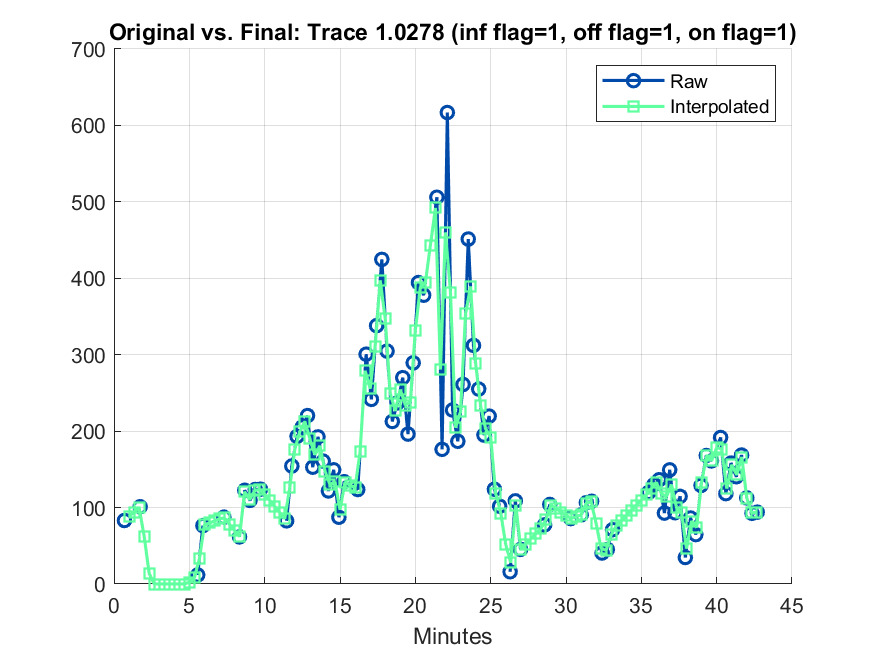 Original vs. Final: Trace 1.0278 (inf flag=1, off flag=1, on flag=1)
700
600
500
400
300
200
100
0
Raw
Interpolated
0 5 10 15 20 25 30 35 40 45
Minutes